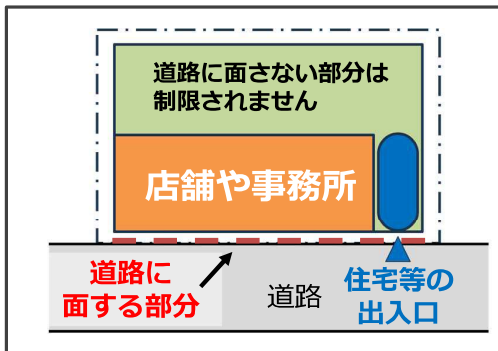 道路に面さない部分は
制限されません
店舗や事務所
道路に
面する部分
道路
住宅等の
出入口